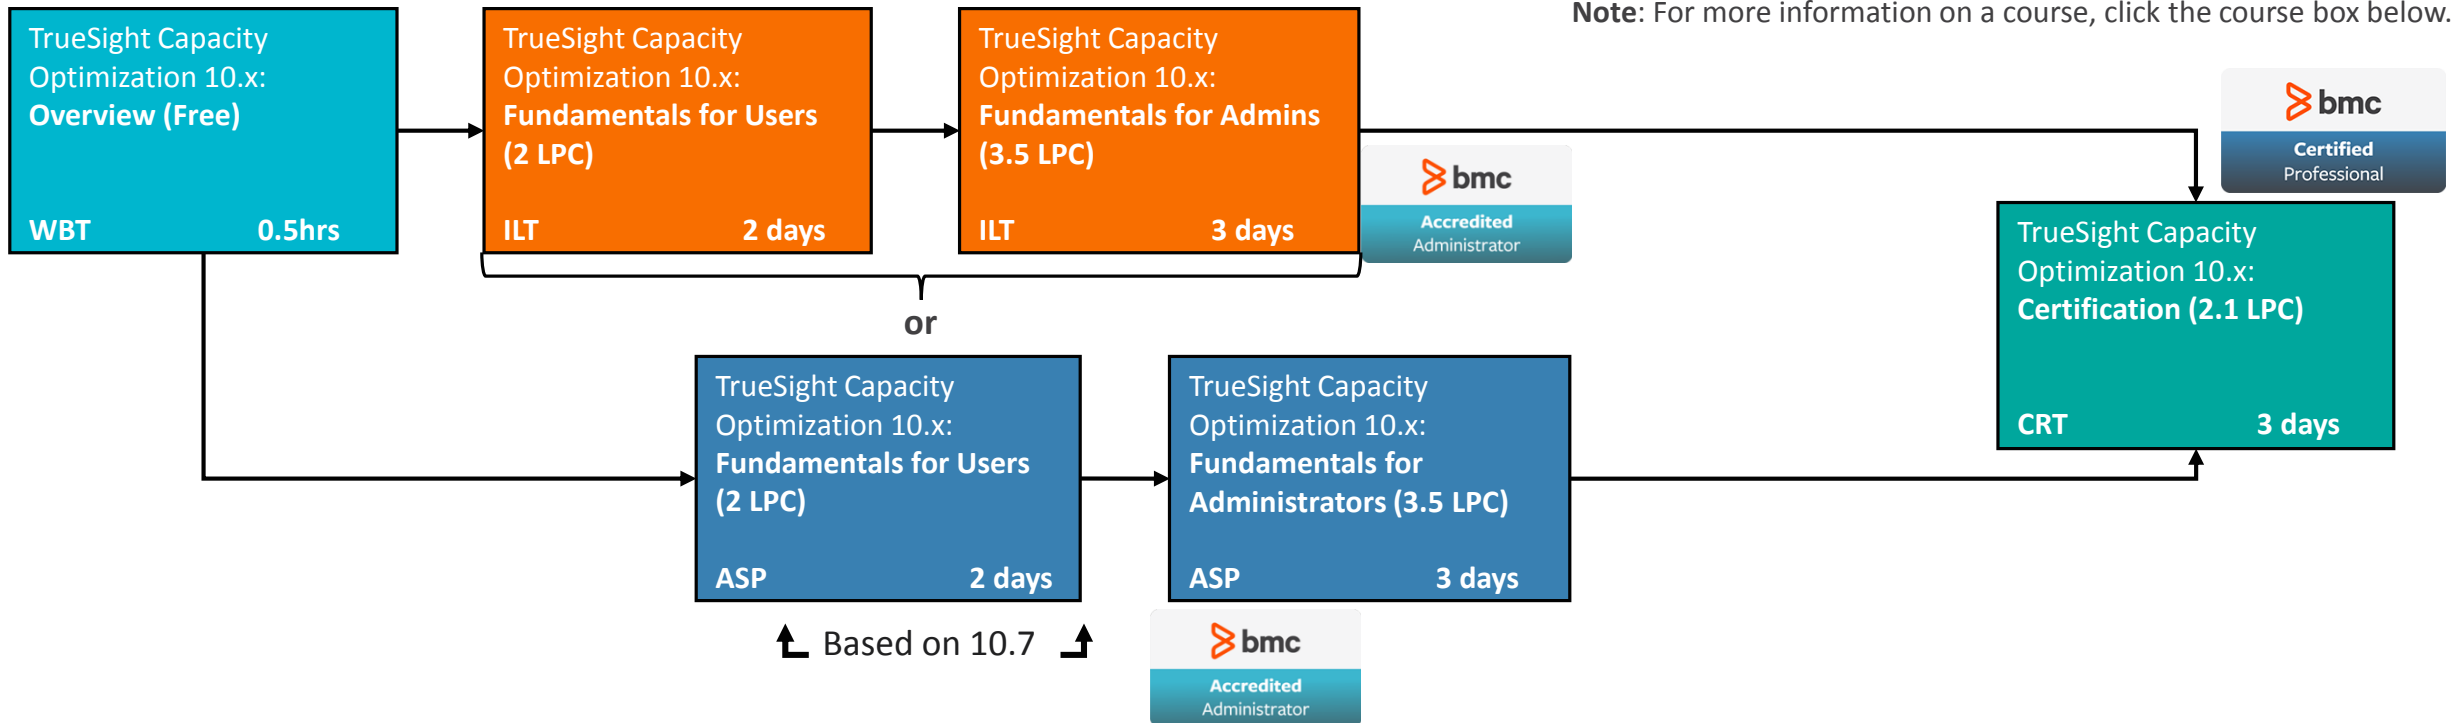 Note: For more information on a course, click the course box below.
TrueSight Capacity
Optimization 10.x:
Overview (Free)
WBT 0.5hrs
TrueSight Capacity
Optimization 10.x:
Fundamentals for Users
(2 LPC)
ILT 2 days
TrueSight Capacity
Optimization 10.x:
Fundamentals for Admins
(3.5 LPC)
ILT 3 days
bmc
Accredited
Administrator
bmc
Certified
Professional
TrueSight Capacity
Optimization 10.x:
Certification (2.1 LPC)
CRT 3 days
or
TrueSight Capacity
Optimization 10.x:
Fundamentals for Users
(2 LPC)
ASP 2 days
TrueSight Capacity
Optimization 10.x:
Fundamentals for
Administrators (3.5 LPC)
ASP 3 days
Based on 10.7
bmc
Accredited
Administrator